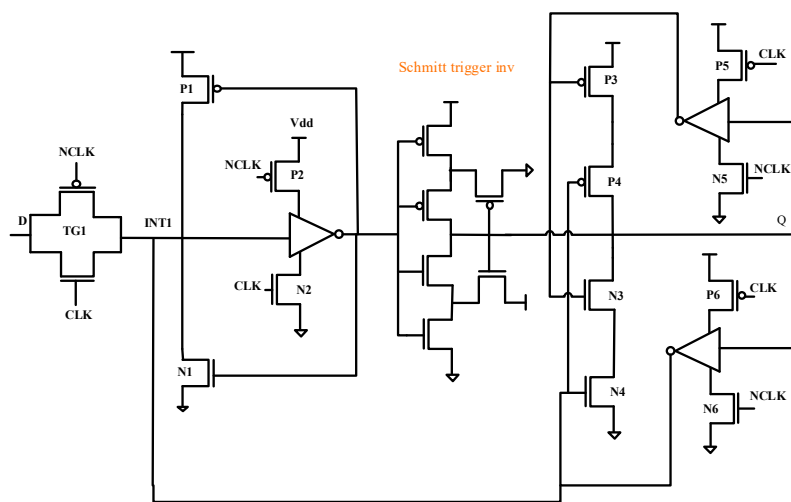 Schmitt trigger inv
P1
P3
P5
CLK
Vdd
NCLK
P2
NCLK
P4
N5
NCLK
D
TG1
INT1
Q
CLK
CLK
N2
N3
P6
CLK
N1
N4
N6
NCLK